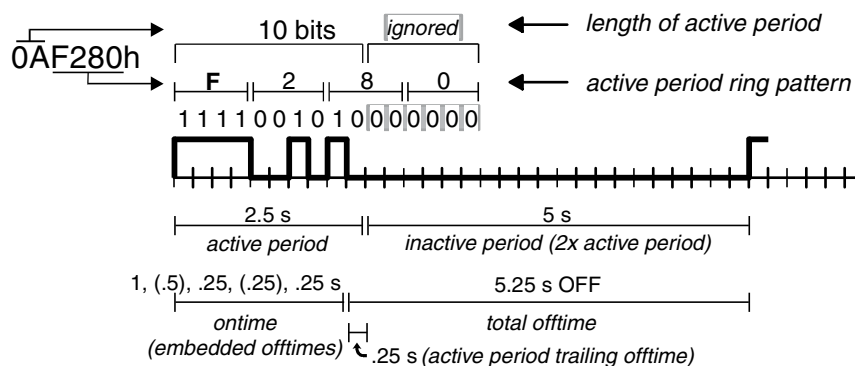 10 bits ignored length of active period
0AF280h
F 2 8 0 active period ring pattern
1 1 1 1 0 0 1 0 1 0 0 0 0 0 0 0
2.5 s 5 s
active period inactive period (2x active period)
1, (.5), .25, (.25), .25 s 5.25 s OFF
ontime total offtime
(embedded offtimes) .25 s (active period trailing offtime)